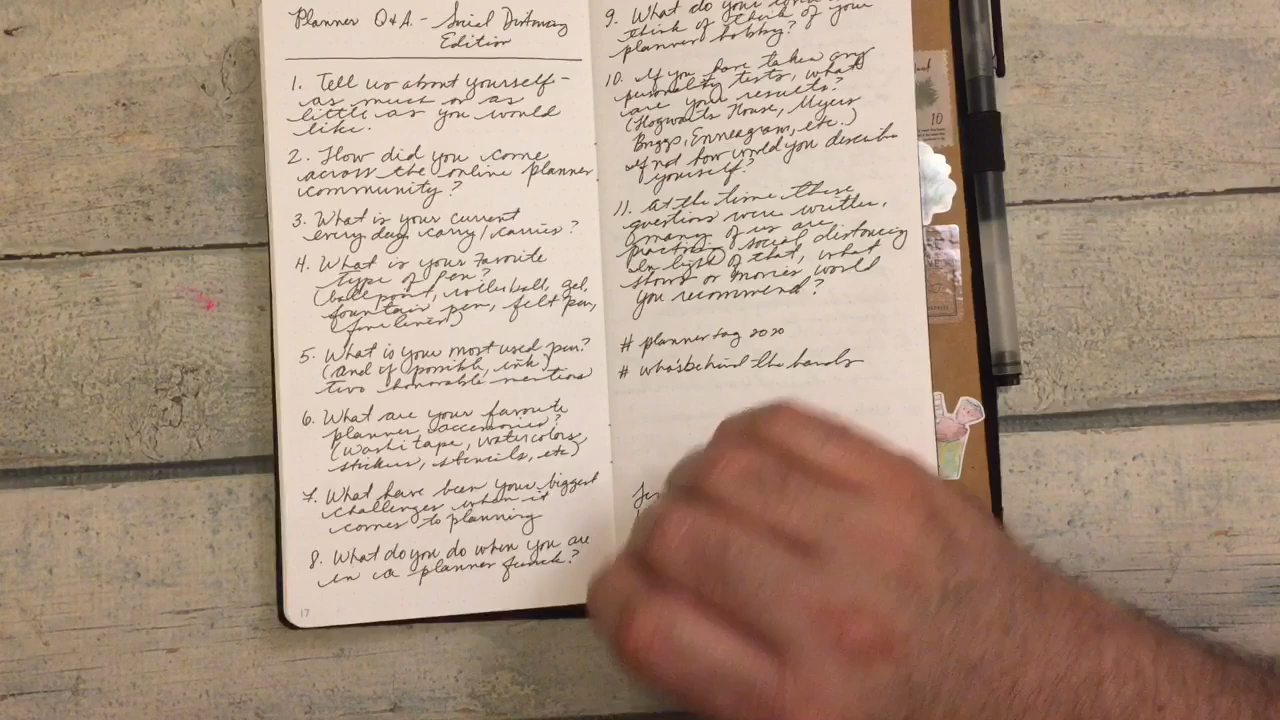 Planner Q&A - Social Distancing
Edition
1. Tell us about yourself -
as much or as
little as you would
like.
2. How did you come
across the online planner
community?
3. What is your current
every day carry/carries?
4. What is your favorite
type of pen?
(ballpoint, rollerball, gel,
fountain pen, felt pen,
fineliner)
5. What is your most used pen?
(and if possible, ink)
two honorable mentions
6. What are your favorite
planner accessories?
(washi tape, watercolors,
stickers, stencils, etc)
7. What have been your biggest
challenges when it
comes to planning
8. What do you do when you are
in a planner funk?
17
9. What do your
think of think of your
planner hobby?
10. If you have taken any
personality tests, what
are your results?
(Hogwarts House, Myers
Briggs, Enneagram, etc.)
If not how would you describe
yourself?
11. At the time these
questions were written,
many of us are
practicing social distancing
In light of that, what
shows or movies would
you recommend?
# plannertag2020
# whosbehind the hands
10